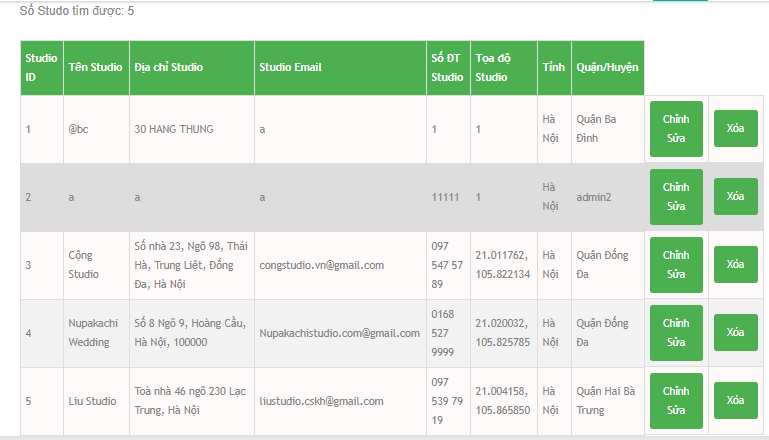 Số Studo tìm được: 5
Studio ID Tên Studio Địa chỉ Studio Studio Email Số ĐT Studio Tọa độ Studio Tỉnh Quận/Huyện
1 @bc 30 HANG THUNG a 1 1 Hà Nội Quận Ba Đình Chỉnh Sửa Xóa
2 a a a 11111 1 Hà Nội admin2 Chỉnh Sửa Xóa
3 Cộng Studio Số nhà 23, Ngõ 98, Thái Hà, Trung Liệt, Đống Đa, Hà Nội congstudio.vn@gmail.com 097 547 57 89 21.011762, 105.822134 Hà Nội Quận Đống Đa Chỉnh Sửa Xóa
4 Nupakachi Wedding Số 8 Ngõ 9, Hoàng Cầu, Hà Nội, 100000 Nupakachistudio.com@gmail.com 0168 527 9999 21.020032, 105.825785 Hà Nội Quận Đống Đa Chỉnh Sửa Xóa
5 Liu Studio Toà nhà 46 ngõ 230 Lạc Trung, Hà Nội liustudio.cskh@gmail.com 097 539 79 19 21.004158, 105.865850 Hà Nội Quận Hai Bà Trưng Chỉnh Sửa Xóa